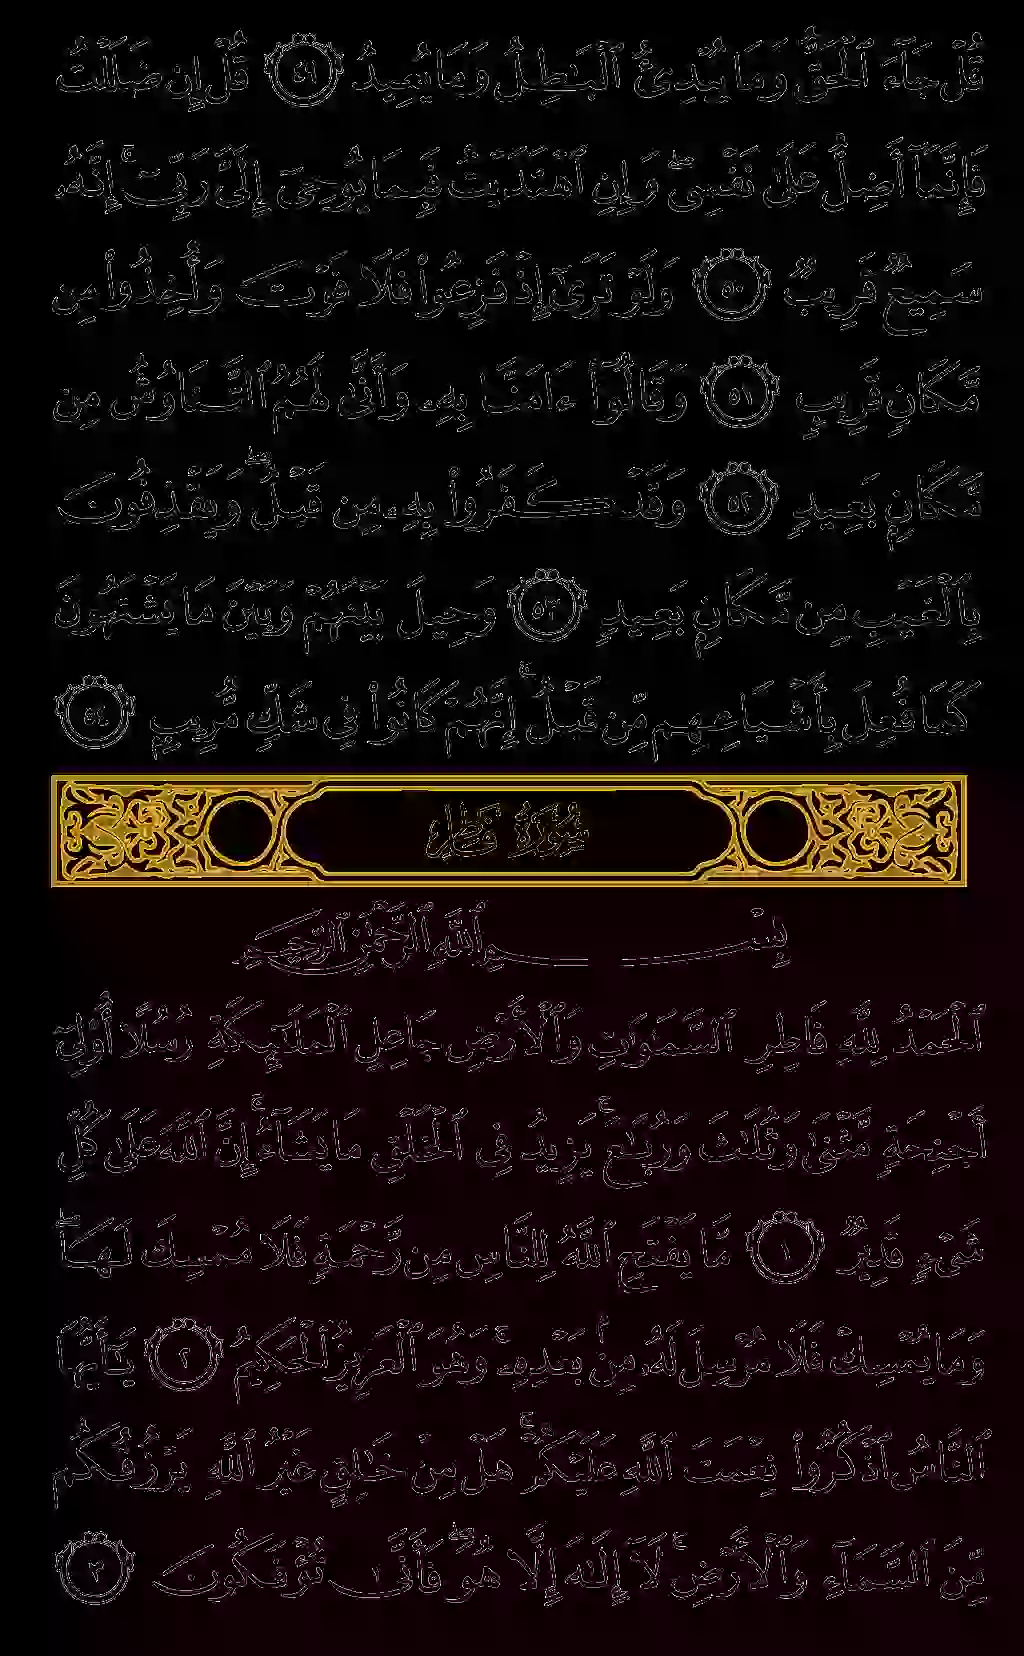 قُلْ جَآءَ ٱلْحَقُّ وَمَا يُبْدِئُ ٱلْبَـٰطِلُ وَمَا يُعِيدُ ٤٩ قُلْ إِن ضَلَلْتُ
فَإِنَّمَآ أَضِلُّ عَلَىٰ نَفْسِى ۖ وَإِنِ ٱهْتَدَيْتُ فَبِمَا يُوحِىٓ إِلَىَّ رَبِّىٓ ۚ إِنَّهُۥ
سَمِيعٌ قَرِيبٌ ٥٠ وَلَوْ تَرَىٰٓ إِذْ فَزِعُوا۟ فَلَا فَوْتَ وَأُخِذُوا۟ مِن
مَّكَانٍ قَرِيبٍ ٥١ وَقَالُوٓا۟ ءَامَنَّا بِهِۦ وَأَنَّىٰ لَهُمُ ٱلتَّنَاوُشُ مِن
مَّكَانٍۭ بَعِيدٍ ٥٢ وَقَدْ كَفَرُوا۟ بِهِۦ مِن قَبْلُ ۖ وَيَقْذِفُونَ
بِٱلْغَيْبِ مِن مَّكَانٍۭ بَعِيدٍ ٥٣ وَحِيلَ بَيْنَهُمْ وَبَيْنَ مَا يَشْتَهُونَ
كَمَا فُعِلَ بِأَشْيَاعِهِم مِّن قَبْلُ ۚ إِنَّهُمْ كَانُوا۟ فِى شَكٍّ مُّرِيبٍۭ ٥٤
سُورَةُ فَاطِرٍ
بِسْمِ ٱللَّهِ ٱلرَّحْمَـٰنِ ٱلرَّحِيمِ
ٱلْحَمْدُ لِلَّهِ فَاطِرِ ٱلسَّمَـٰوَٰتِ وَٱلْأَرْضِ جَاعِلِ ٱلْمَلَـٰٓئِكَةِ رُسُلًا أُو۟لِىٓ
أَجْنِحَةٍ مَّثْنَىٰ وَثُلَـٰثَ وَرُبَـٰعَ ۚ يَزِيدُ فِى ٱلْخَلْقِ مَا يَشَآءُ ۚ إِنَّ ٱللَّهَ عَلَىٰ كُلِّ
شَىْءٍ قَدِيرٌ ١ مَّا يَفْتَحِ ٱللَّهُ لِلنَّاسِ مِن رَّحْمَةٍ فَلَا مُمْسِكَ لَهَا ۖ
وَمَا يُمْسِكْ فَلَا مُرْسِلَ لَهُۥ مِنۢ بَعْدِهِۦ ۚ وَهُوَ ٱلْعَزِيزُ ٱلْحَكِيمُ ٢ يَـٰٓأَيُّهَا
ٱلنَّاسُ ٱذْكُرُوا۟ نِعْمَتَ ٱللَّهِ عَلَيْكُمْ ۚ هَلْ مِنْ خَـٰلِقٍ غَيْرُ ٱللَّهِ يَرْزُقُكُم
مِّنَ ٱلسَّمَآءِ وَٱلْأَرْضِ ۚ لَآ إِلَـٰهَ إِلَّا هُوَ ۖ فَأَنَّىٰ تُؤْفَكُونَ ٣